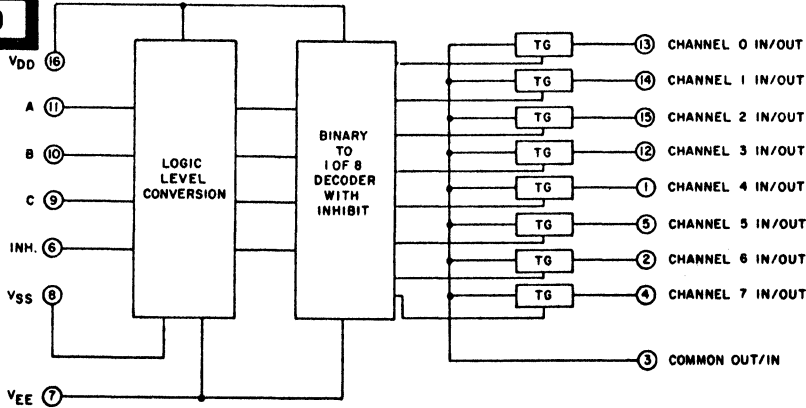 VDD 16
A 11
B 10
C 9
INH. 6
VSS 8
VEE 7
LOGIC
LEVEL
CONVERSION
BINARY
TO
1 OF 8
DECODER
WITH
INHIBIT
TG 13 CHANNEL 0 IN/OUT
TG 14 CHANNEL 1 IN/OUT
TG 15 CHANNEL 2 IN/OUT
TG 12 CHANNEL 3 IN/OUT
TG 1 CHANNEL 4 IN/OUT
TG 5 CHANNEL 5 IN/OUT
TG 2 CHANNEL 6 IN/OUT
TG 4 CHANNEL 7 IN/OUT
3 COMMON OUT/IN